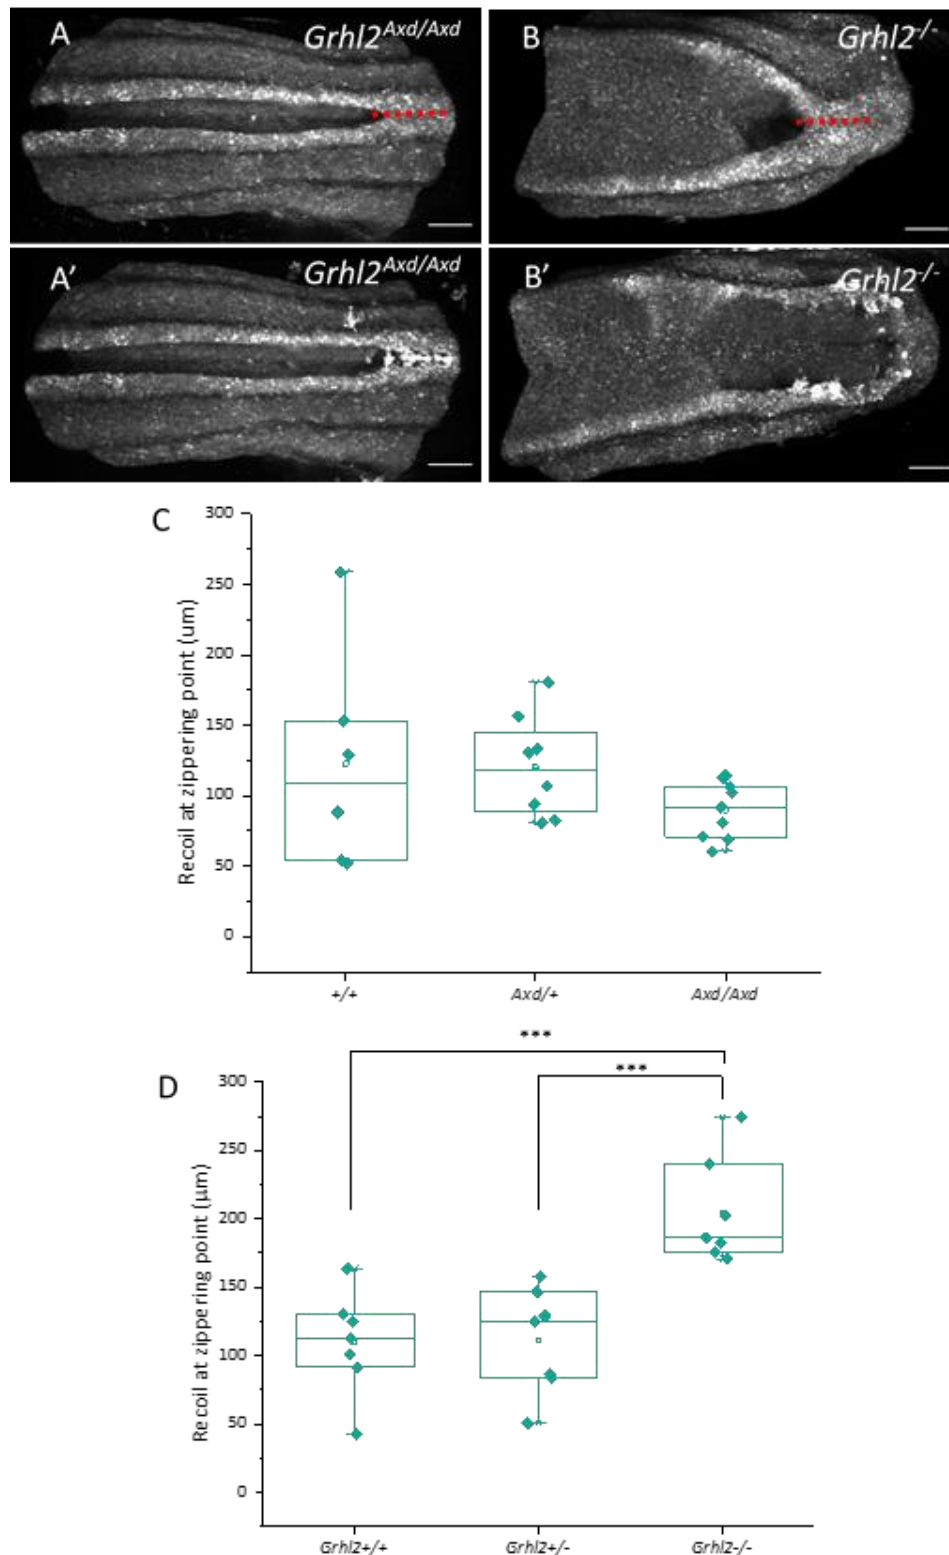 A Grhl2Axd/Axd
B Grhl2-/-
A′ Grhl2Axd/Axd
B′ Grhl2-/-
C
Recoil at zippering point (um)
300
250
200
150
100
50
0
+/+ Axd/+ Axd/Axd
D
***
***
Recoil at zippering point (μm)
300
250
200
150
100
50
0
Grhl2+/+ Grhl2+/- Grhl2-/-